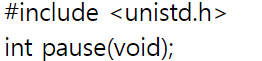 #include <unistd.h>
int pause(void);